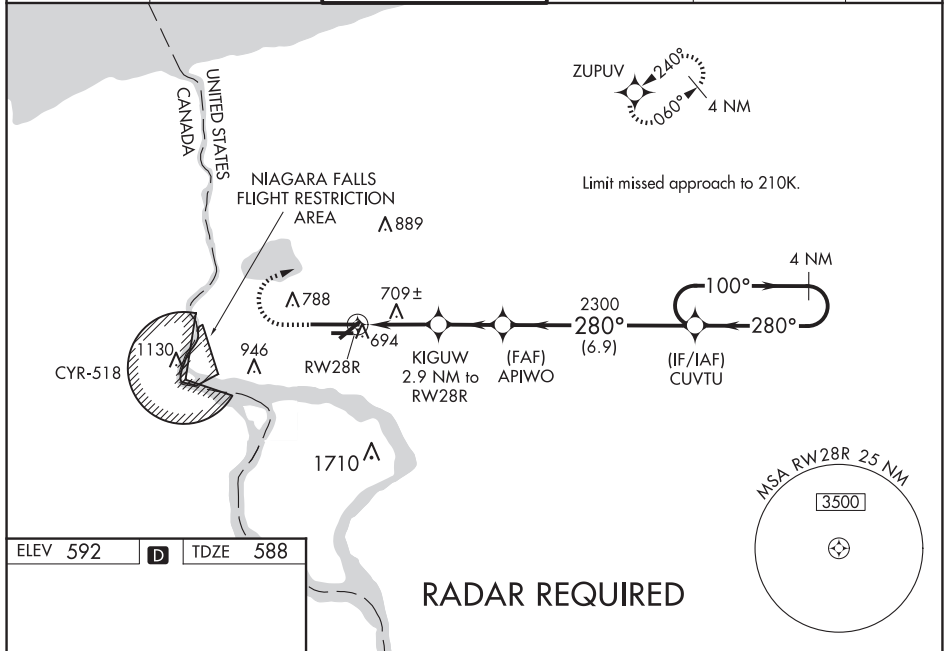 UNITED STATES
CANADA
ZUPUV
240°
060°
4 NM
Limit missed approach to 210K.
NIAGARA FALLS
FLIGHT RESTRICTION
AREA
889
4 NM
788
709±
2300
100°
280°
280°
(6.9)
694
1130
946
RW28R
KIGUW
2.9 NM to
RW28R
(FAF)
APIWO
(IF/IAF)
CUVTU
CYR-518
1710
MSA RW28R 25 NM
3500
ELEV 592
D
TDZE 588
RADAR REQUIRED